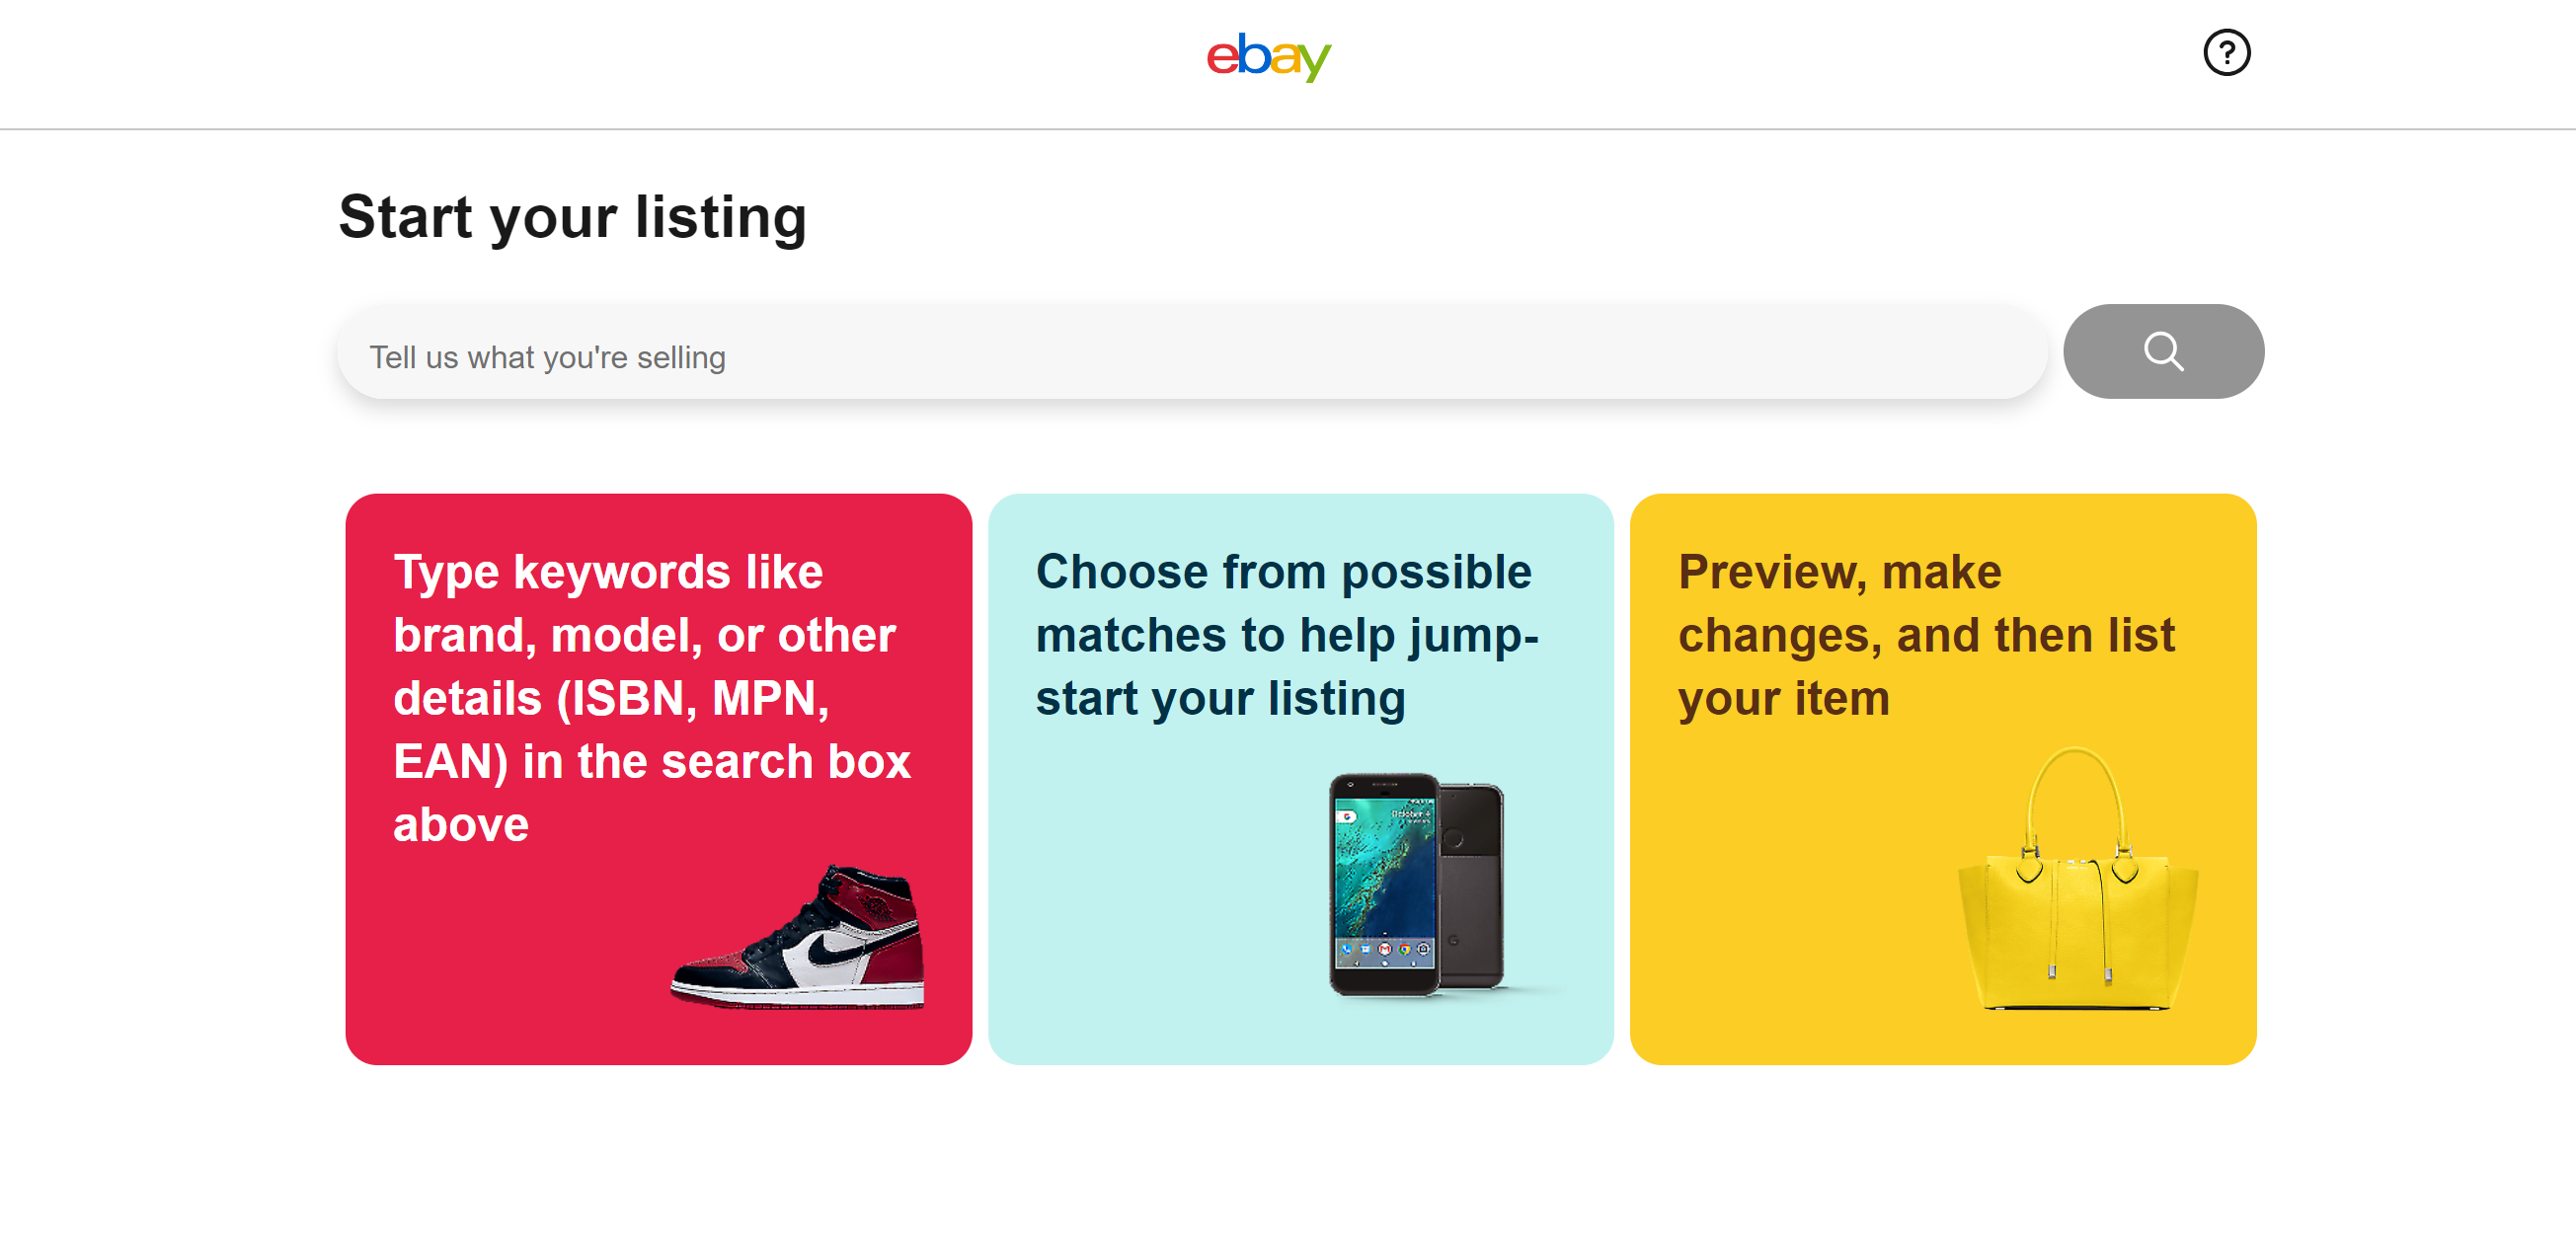 ebay
?
Start your listing
Tell us what you're selling
Type keywords like
brand, model, or other
details (ISBN, MPN,
EAN) in the search box
above
Choose from possible
matches to help jump-
start your listing
Preview, make
changes, and then list
your item